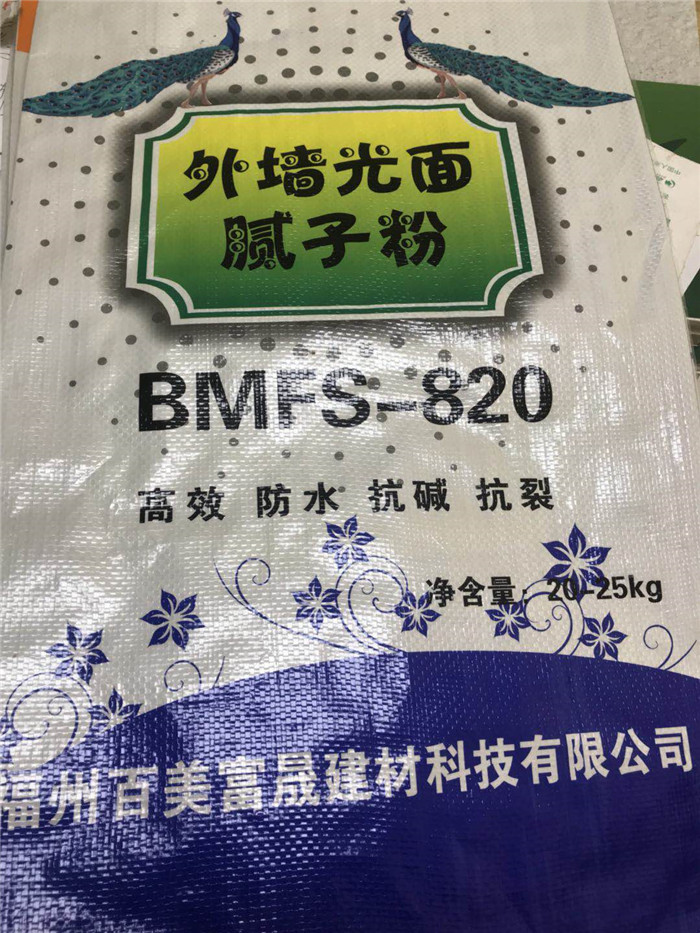 外墙光面
腻子粉
BMFS-820
高效 防水 抗碱 抗裂
净含量：20-25kg
福州百美富晟建材科技有限公司